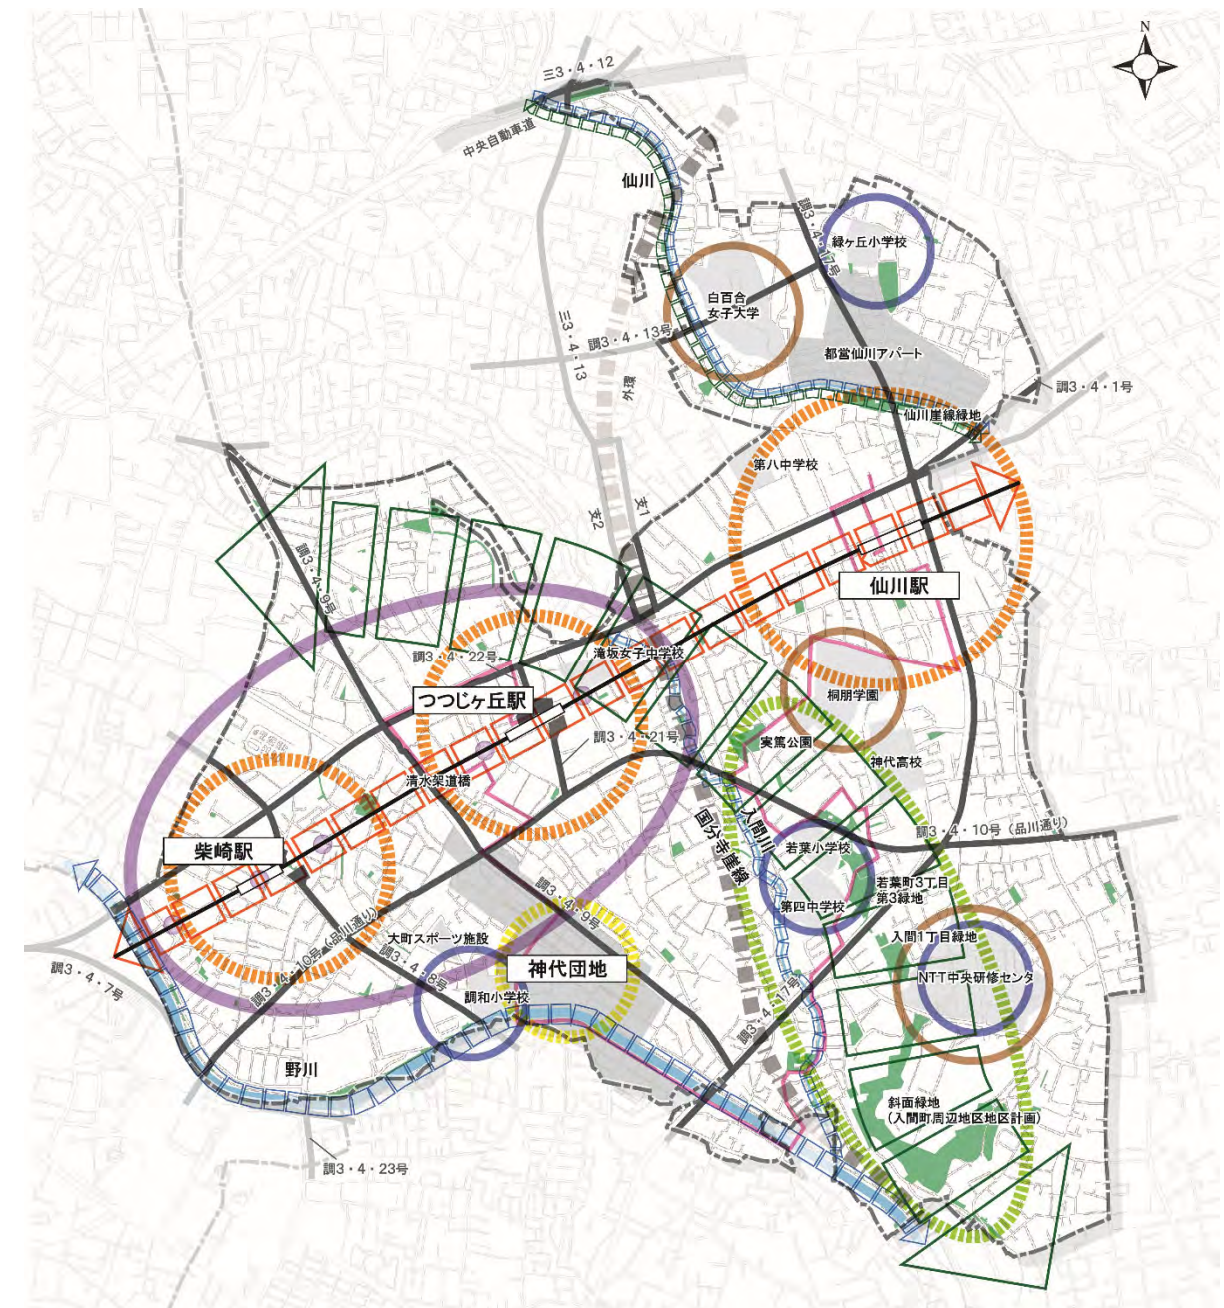 N
三3・4・12
中央自動車道
仙川
調3・4・17号
緑ヶ丘小学校
白百合
女子大学
三3・4・13
調3・4・13号
都営仙川アパート
外環
調3・4・1号
仙川崖線緑地
第八中学校
支1
支2
調3・4・9号
仙川駅
調3・4・22号
滝坂女子中学校
つつじヶ丘駅
桐朋学園
調3・4・21号
実篤公園
神代高校
清水架道橋
入間川
国分寺崖線
調3・4・10号（品川通り）
柴崎駅
若葉小学校
若葉町3丁目
第3緑地
第四中学校
調3・4・9号
大町スポーツ施設
入間1丁目緑地
調3・4・10号（品川通り）
調3・4・8号
神代団地
NTT中央研修センタ
調3・4・7号
調和小学校
調3・4・17号
野川
斜面緑地
（入間町周辺地区地区計画）
調3・4・23号